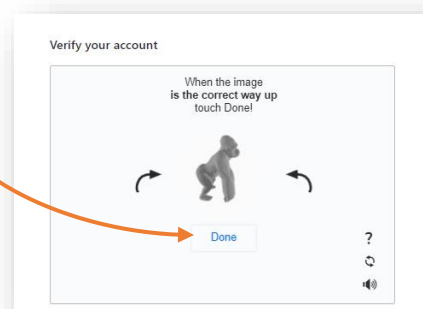 Verify your account
When the image
is the correct way up
touch Done!
Done
?